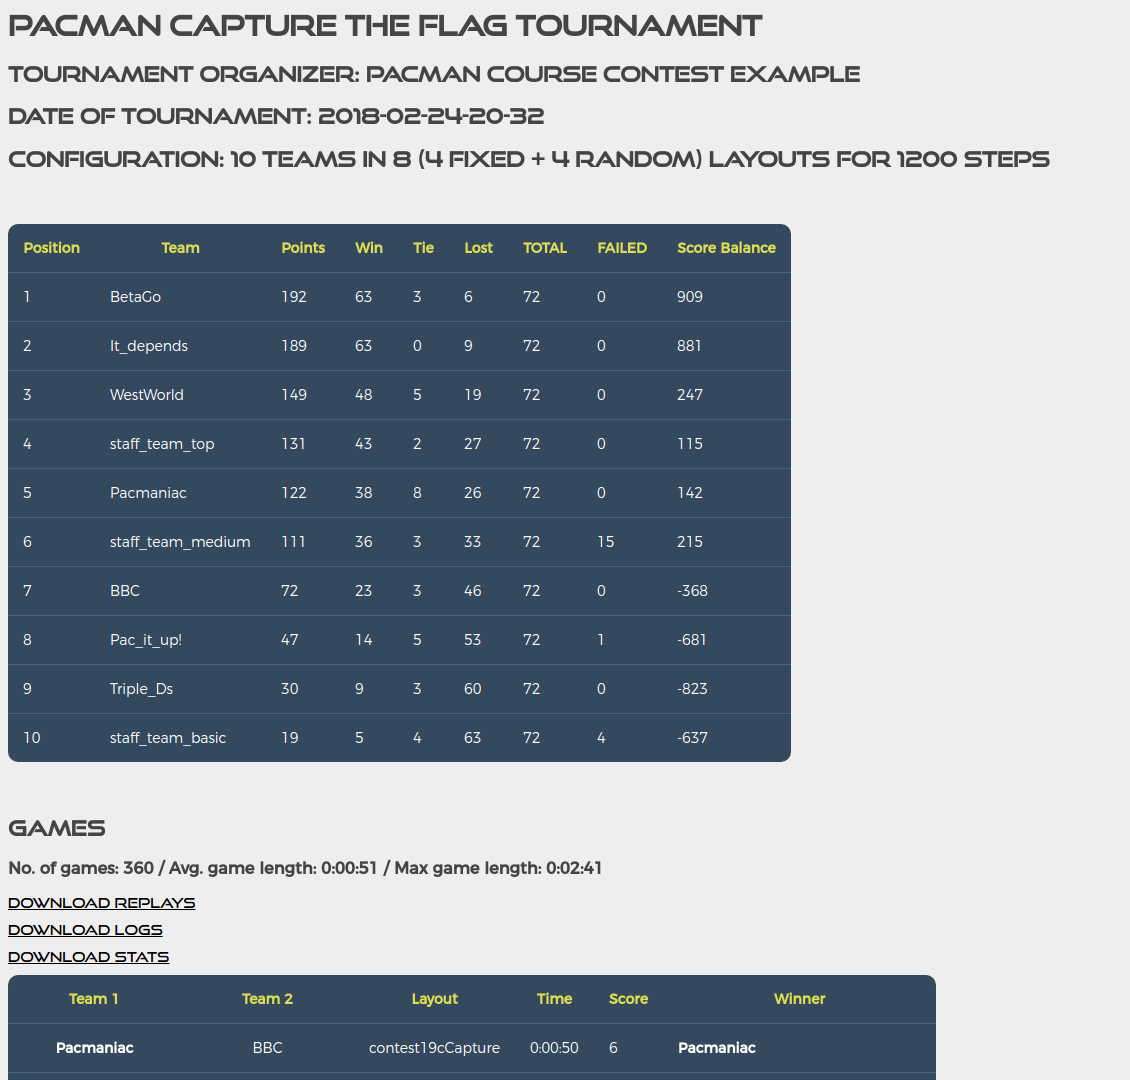 PACMAN CAPTURE THE FLAG TOURNAMENT
TOURNAMENT ORGANIZER: PACMAN COURSE CONTEST EXAMPLE
DATE OF TOURNAMENT: 2018-02-24-20-32
CONFIGURATION: 10 TEAMS IN 8 (4 FIXED + 4 RANDOM) LAYOUTS FOR 1200 STEPS
Position Team Points Win Tie Lost TOTAL FAILED Score Balance
1 BetaGo 192 63 3 6 72 0 909
2 It_depends 189 63 0 9 72 0 881
3 WestWorld 149 48 5 19 72 0 247
4 staff_team_top 131 43 2 27 72 0 115
5 Pacmaniac 122 38 8 26 72 0 142
6 staff_team_medium 111 36 3 33 72 15 215
7 BBC 72 23 3 46 72 0 -368
8 Pac_it_up! 47 14 5 53 72 1 -681
9 Triple_Ds 30 9 3 60 72 0 -823
10 staff_team_basic 19 5 4 63 72 4 -637
GAMES
No. of games: 360 / Avg. game length: 0:00:51 / Max game length: 0:02:41
DOWNLOAD REPLAYS
DOWNLOAD LOGS
DOWNLOAD STATS
Team 1 Team 2 Layout Time Score Winner
Pacmaniac BBC contest19cCapture 0:00:50 6 Pacmaniac